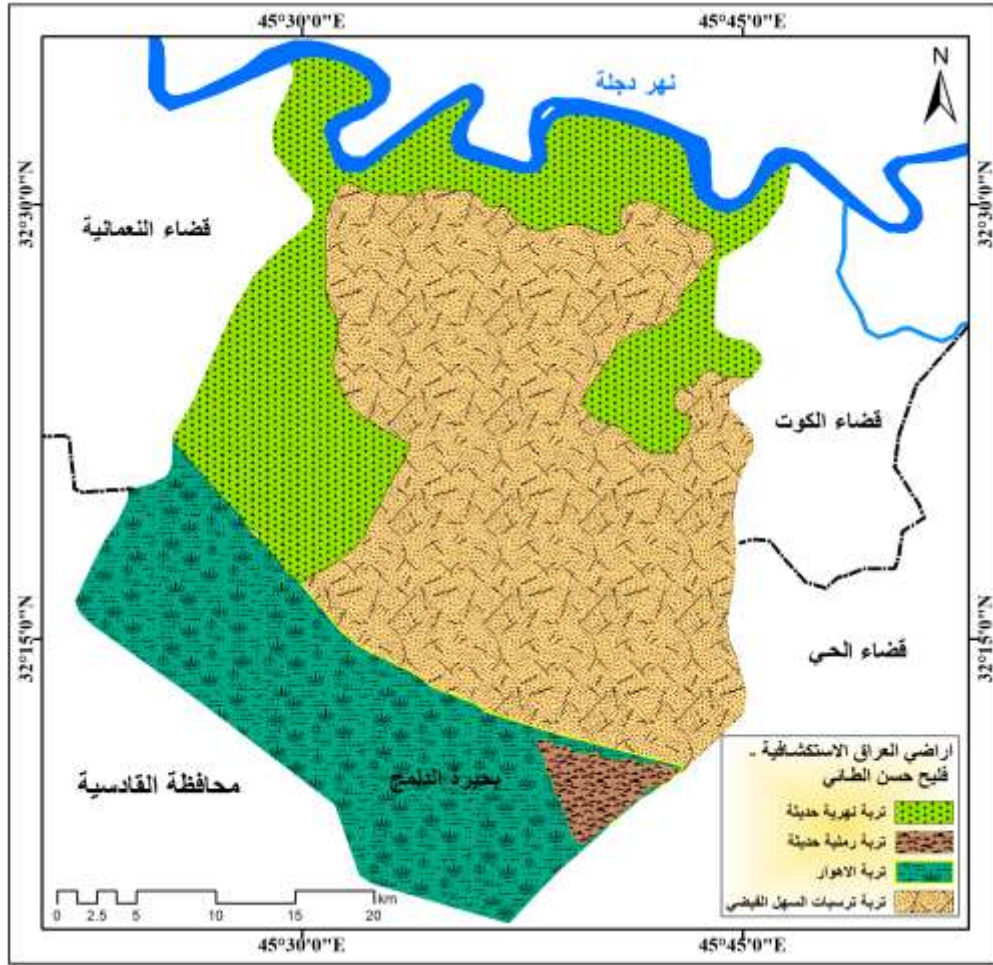 45°30'0"E
45°45'0"E
N
نهر دجلة
32°30'0"N
32°30'0"N
قضاء النعمانية
قضاء الكوت
32°15'0"N
32°15'0"N
قضاء الحي
محافظة القادسية
بحيرة الدلمج
اراضي العراق الاستكشافية -
فليح حسن الطائي
تربة نهرية حديثة
تربة رملية حديثة
تربة الاهوار
تربة ترسبات السهل الفيضي
km
0 2.5 5 10 15 20
45°30'0"E
45°45'0"E